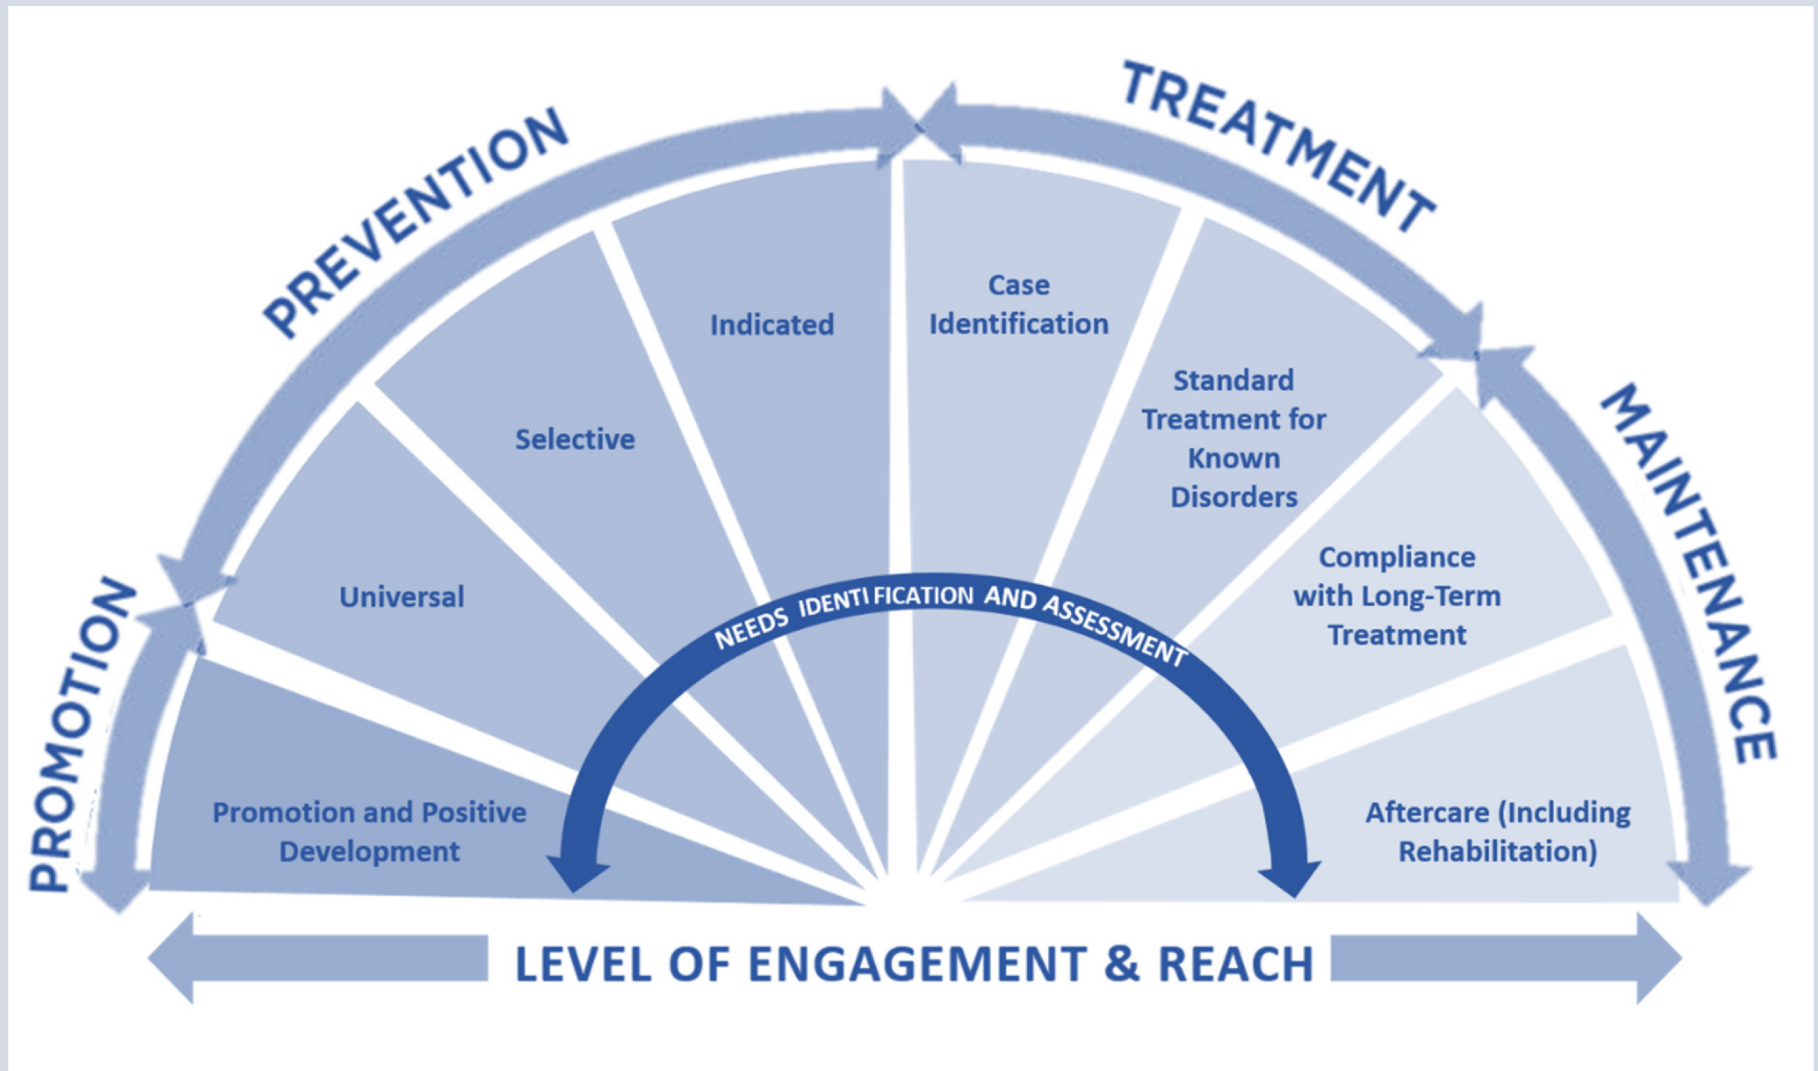 PROMOTION
PREVENTION
TREATMENT
MAINTENANCE
Promotion and Positive
Development
Universal
Selective
Indicated
Case
Identification
Standard
Treatment for
Known
Disorders
Compliance
with Long-Term
Treatment
Aftercare (Including
Rehabilitation)
NEEDS IDENTIFICATION AND ASSESSMENT
LEVEL OF ENGAGEMENT & REACH